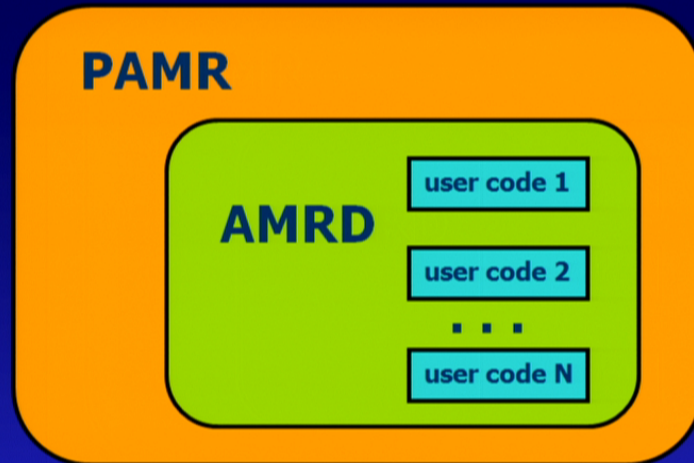 PAMR
AMRD
user code 1
user code 2
...
user code N